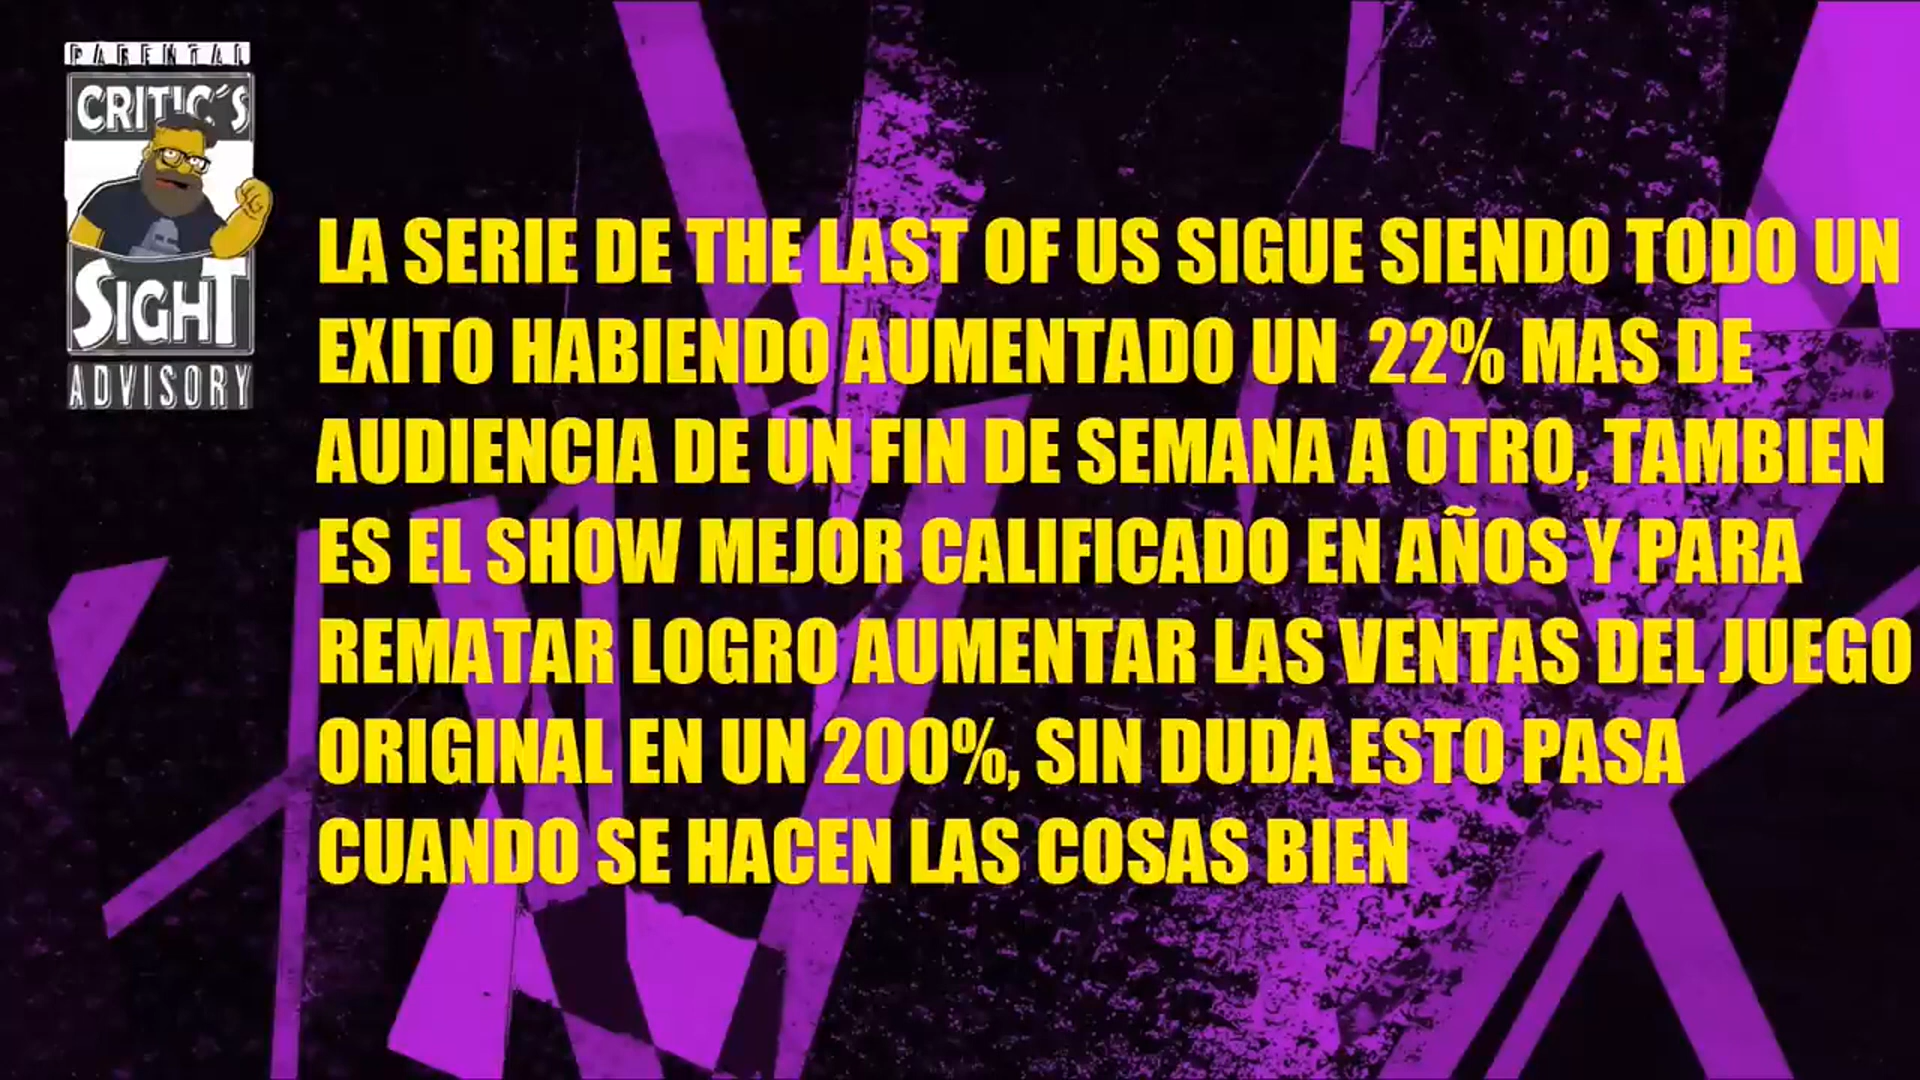 PARENTAL
CRITIC´S
SIGHT
ADVISORY
LA SERIE DE THE LAST OF US SIGUE SIENDO TODO UN
EXITO HABIENDO AUMENTADO UN 22% MAS DE
AUDIENCIA DE UN FIN DE SEMANA A OTRO, TAMBIEN
ES EL SHOW MEJOR CALIFICADO EN AÑOS Y PARA
REMATAR LOGRO AUMENTAR LAS VENTAS DEL JUEGO
ORIGINAL EN UN 200%, SIN DUDA ESTO PASA
CUANDO SE HACEN LAS COSAS BIEN